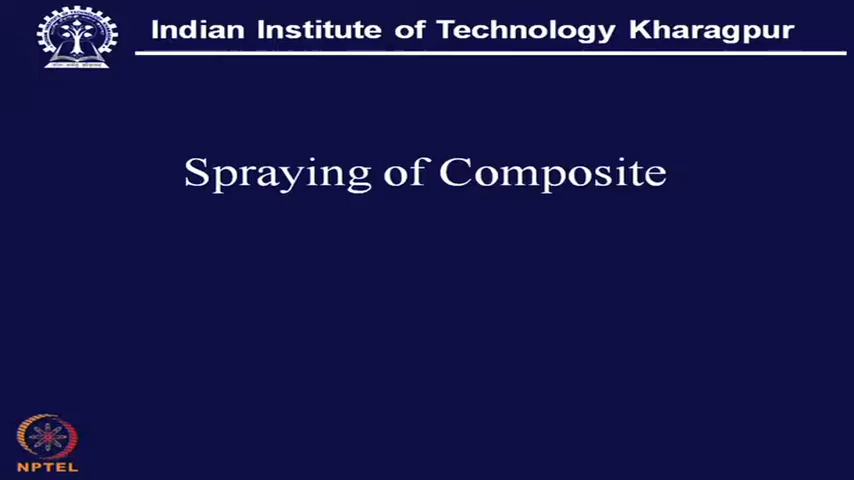 Indian Institute of Technology Kharagpur
Spraying of Composite
NPTEL